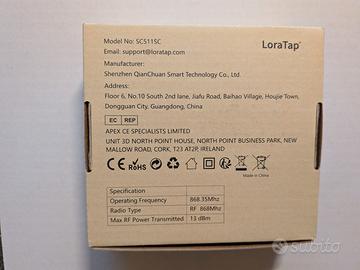 Model No.: SC511SC
LoraTap
Email: support@loratap.com
Manufacturer:
Shenzhen QianChuan Smart Technology Co., Ltd.
Address:
Floor 6, No.10 South 2nd lane, Jiafu Road, Baihao Village, Houjie Town,
Dongguan City, Guangdong, China
EC REP
APEX CE SPECIALISTS LIMITED
UNIT 3D NORTH POINT HOUSE, NORTH POINT BUSINESS PARK, NEW
MALLOW ROAD, CORK, T23 AT2P, IRELAND
CE RoHS
Made in China
Specification
Operating Frequency 868.35Mhz
Radio Type RF 868Mhz
Max RF Power Transmitted 13 dBm
subito